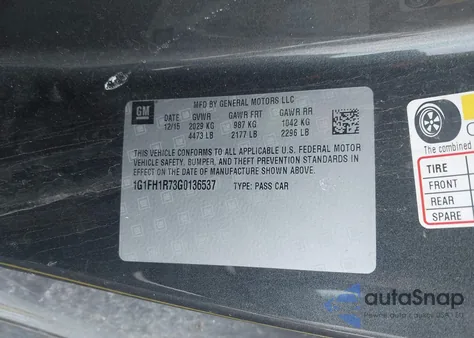 GM
MFD BY GENERAL MOTORS LLC
DATE GVWR GAWR FRT GAWR RR
12/15 2029 KG 987 KG 1042 KG
4473 LB 2177 LB 2296 LB
THIS VEHICLE CONFORMS TO ALL APPLICABLE U.S. FEDERAL MOTOR
VEHICLE SAFETY, BUMPER, AND THEFT PREVENTION STANDARDS IN
EFFECT ON THE DATE OF MANUFACTURE SHOWN ABOVE.
1G1FH1R73G0136537 TYPE: PASS CAR
The combined
TIRE
FRONT
REAR
SPARE
autoSnap